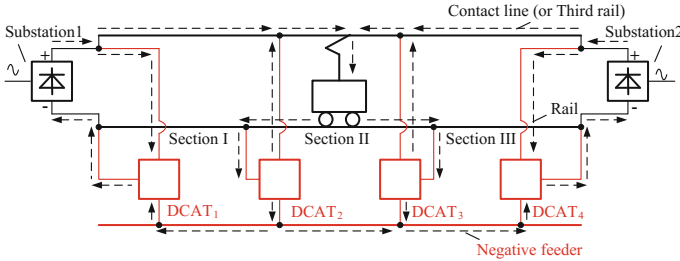 Contact line (or Third rail)
Substation1
Substation2
+
+
-
-
Rail
Section I
Section II
Section III
DCAT1
DCAT2
DCAT3
DCAT4
Negative feeder